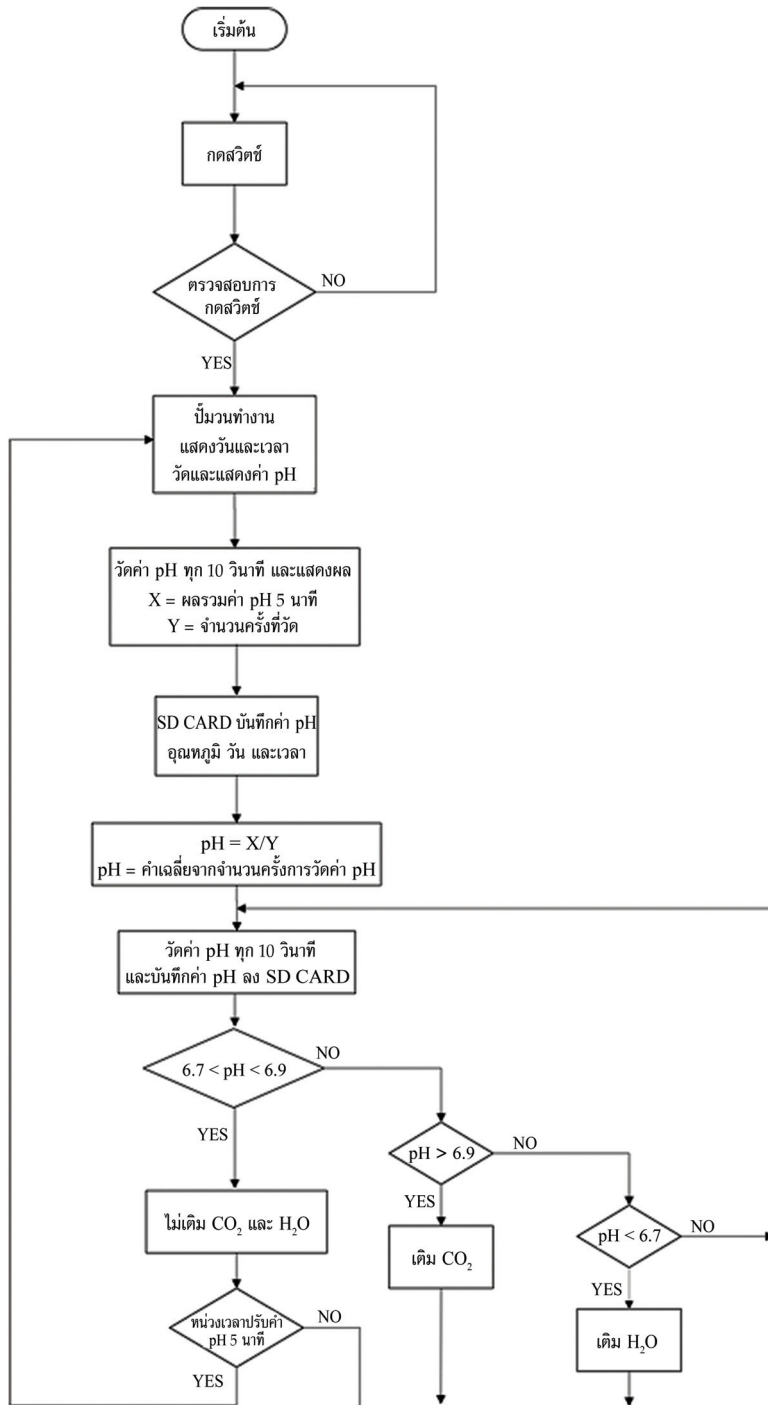 เริ่มต้น
กดสวิตช์
ตรวจสอบการ
กดสวิตช์
NO
YES
ปั๊มวนทำงาน
แสดงวันและเวลา
วัดและแสดงค่า pH
วัดค่า pH ทุก 10 วินาที และแสดงผล
X = ผลรวมค่า pH 5 นาที
Y = จำนวนครั้งที่วัด
SD CARD บันทึกค่า pH
อุณหภูมิ วัน และเวลา
pH = X/Y
pH = ค่าเฉลี่ยจากจำนวนครั้งการวัดค่า pH
วัดค่า pH ทุก 10 วินาที
และบันทึกค่า pH ลง SD CARD
6.7 < pH < 6.9
NO
YES
pH > 6.9
NO
YES
pH < 6.7
NO
YES
ไม่เติม CO₂ และ H₂O
เติม CO₂
เติม H₂O
หน่วงเวลาปรับค่า
pH 5 นาที
NO
YES